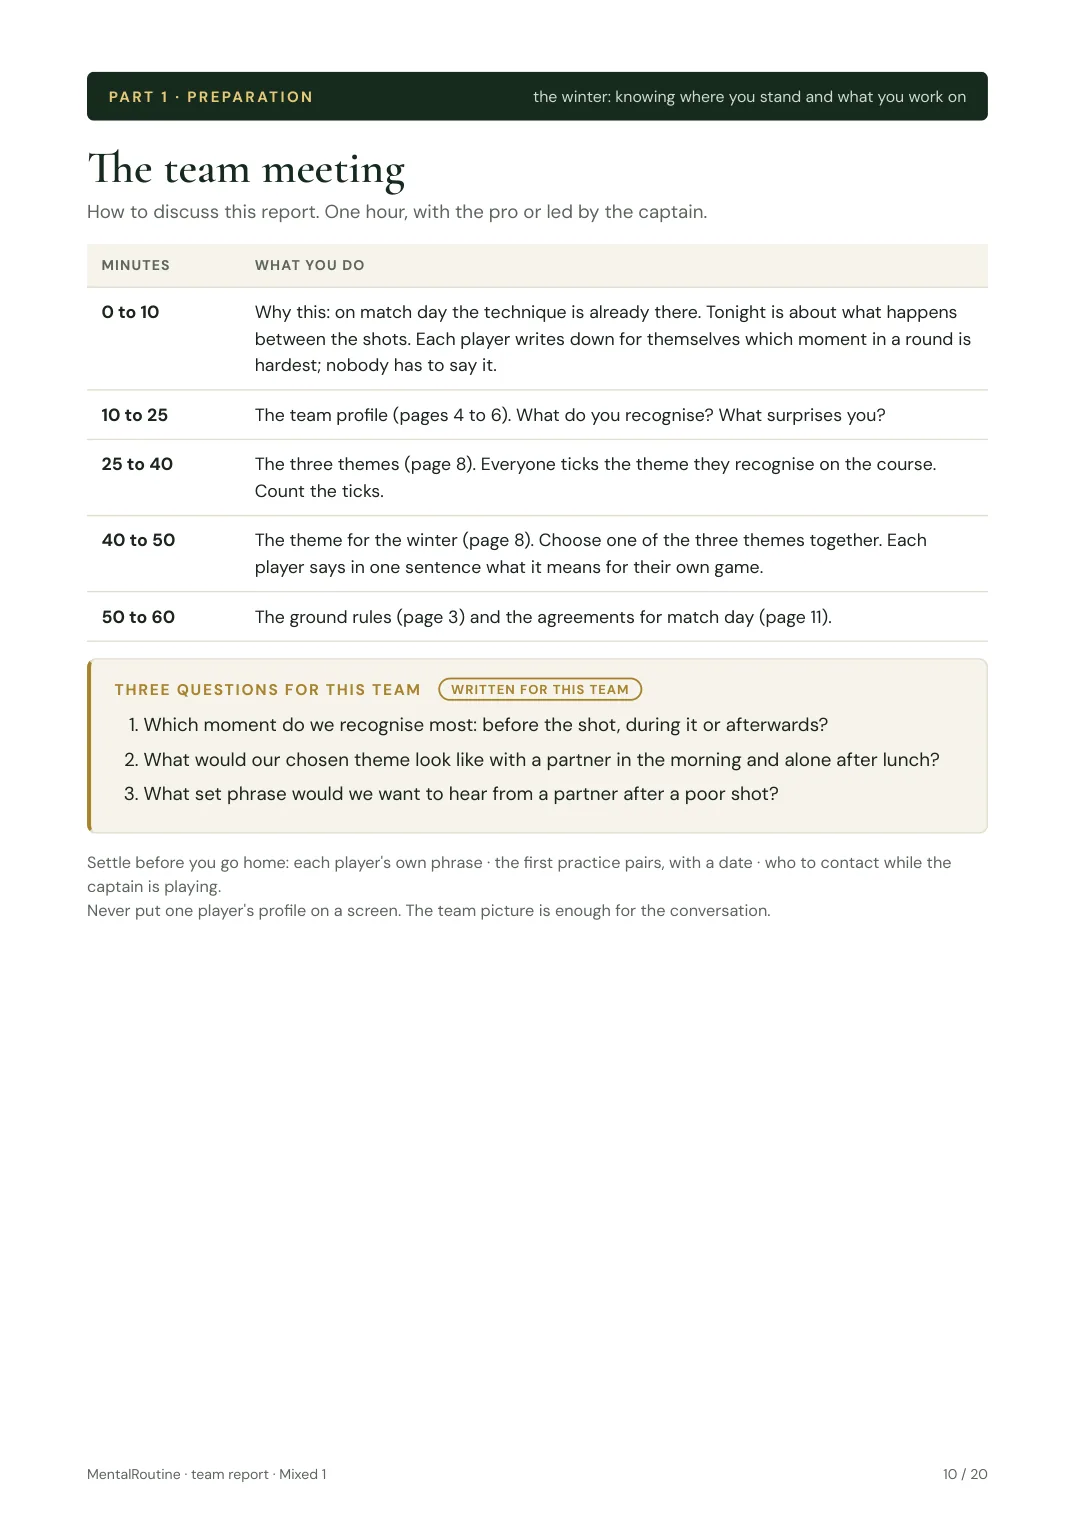 PART 1 · PREPARATION
the winter: knowing where you stand and what you work on
The team meeting
How to discuss this report. One hour, with the pro or led by the captain.
MINUTES WHAT YOU DO
0 to 10 Why this: on match day the technique is already there. Tonight is about what happens
between the shots. Each player writes down for themselves which moment in a round is
hardest; nobody has to say it.
10 to 25 The team profile (pages 4 to 6). What do you recognise? What surprises you?
25 to 40 The three themes (page 8). Everyone ticks the theme they recognise on the course.
Count the ticks.
40 to 50 The theme for the winter (page 8). Choose one of the three themes together. Each
player says in one sentence what it means for their own game.
50 to 60 The ground rules (page 3) and the agreements for match day (page 11).
THREE QUESTIONS FOR THIS TEAM WRITTEN FOR THIS TEAM
1. Which moment do we recognise most: before the shot, during it or afterwards?
2. What would our chosen theme look like with a partner in the morning and alone after lunch?
3. What set phrase would we want to hear from a partner after a poor shot?
Settle before you go home: each player's own phrase · the first practice pairs, with a date · who to contact while the
captain is playing.
Never put one player's profile on a screen. The team picture is enough for the conversation.
MentalRoutine · team report · Mixed 1
10 / 20